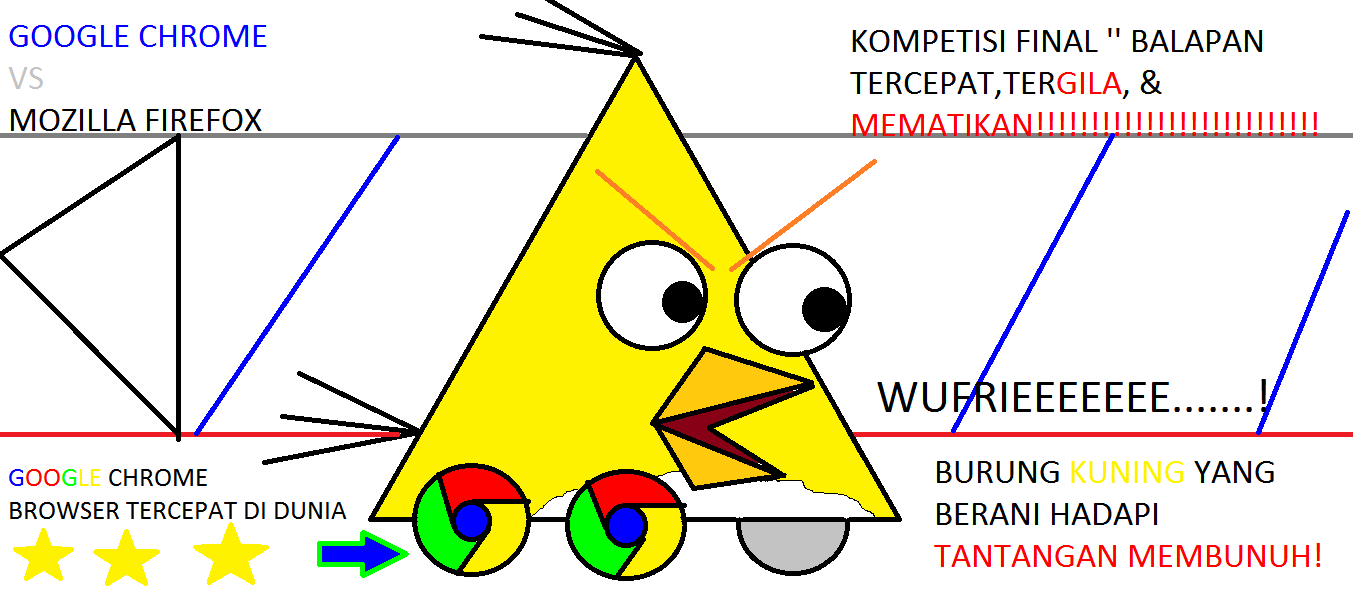 GOOGLE CHROME
VS
MOZILLA FIREFOX
KOMPETISI FINAL '' BALAPAN
TERCEPAT,TERGILA, &
MEMATIKAN!!!!!!!!!!!!!!!!!!!!!!!!!!
WUFRIEEEEEEE.......!
GOOGLE CHROME
BROWSER TERCEPAT DI DUNIA
BURUNG KUNING YANG
BERANI HADAPI
TANTANGAN MEMBUNUH!